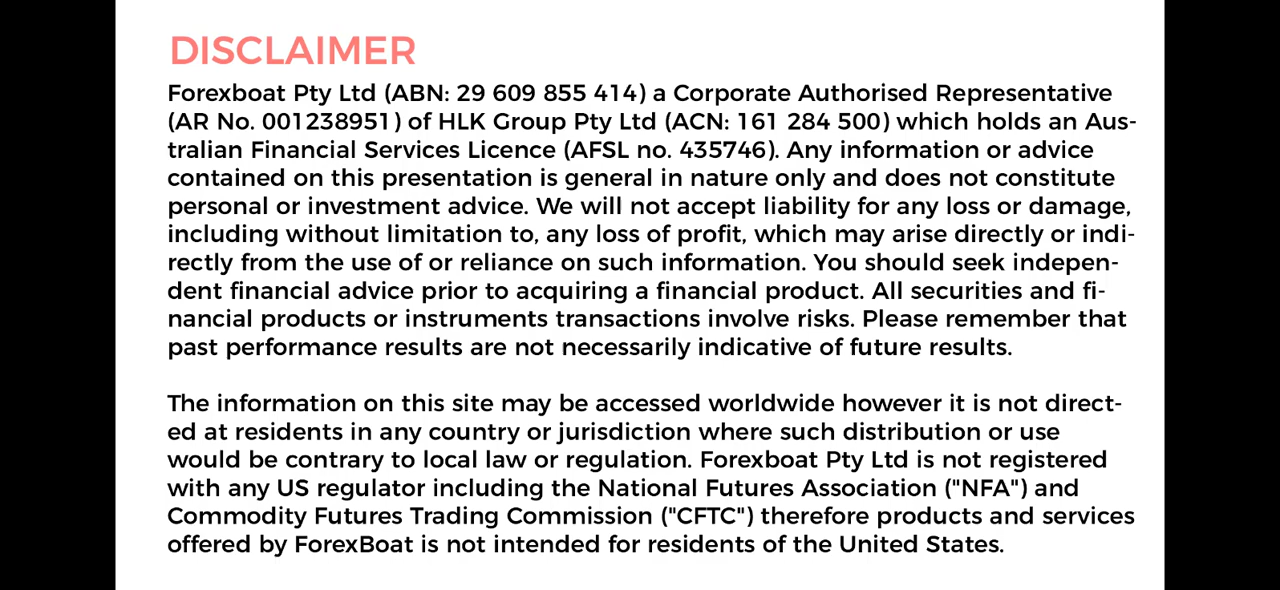 DISCLAIMER
Forexboat Pty Ltd (ABN: 29 609 855 414) a Corporate Authorised Representative
(AR No. 001238951) of HLK Group Pty Ltd (ACN: 161 284 500) which holds an Aus-
tralian Financial Services Licence (AFSL no. 435746). Any information or advice
contained on this presentation is general in nature only and does not constitute
personal or investment advice. We will not accept liability for any loss or damage,
including without limitation to, any loss of profit, which may arise directly or indi-
rectly from the use of or reliance on such information. You should seek indepen-
dent financial advice prior to acquiring a financial product. All securities and fi-
nancial products or instruments transactions involve risks. Please remember that
past performance results are not necessarily indicative of future results.
The information on this site may be accessed worldwide however it is not direct-
ed at residents in any country or jurisdiction where such distribution or use
would be contrary to local law or regulation. Forexboat Pty Ltd is not registered
with any US regulator including the National Futures Association ("NFA") and
Commodity Futures Trading Commission ("CFTC") therefore products and services
offered by ForexBoat is not intended for residents of the United States.